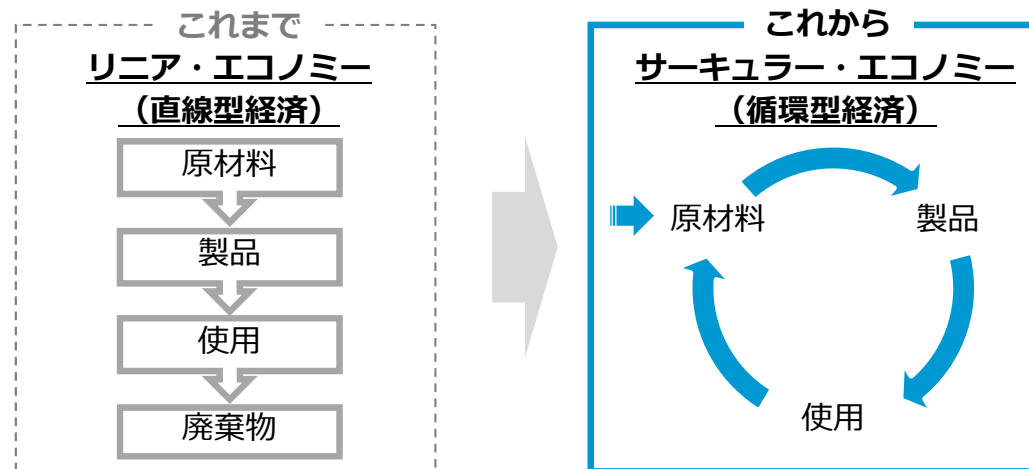 これまで
リニア・エコノミー
（直線型経済）
原材料
製品
使用
廃棄物
これから
サーキュラー・エコノミー
（循環型経済）
原材料
製品
使用